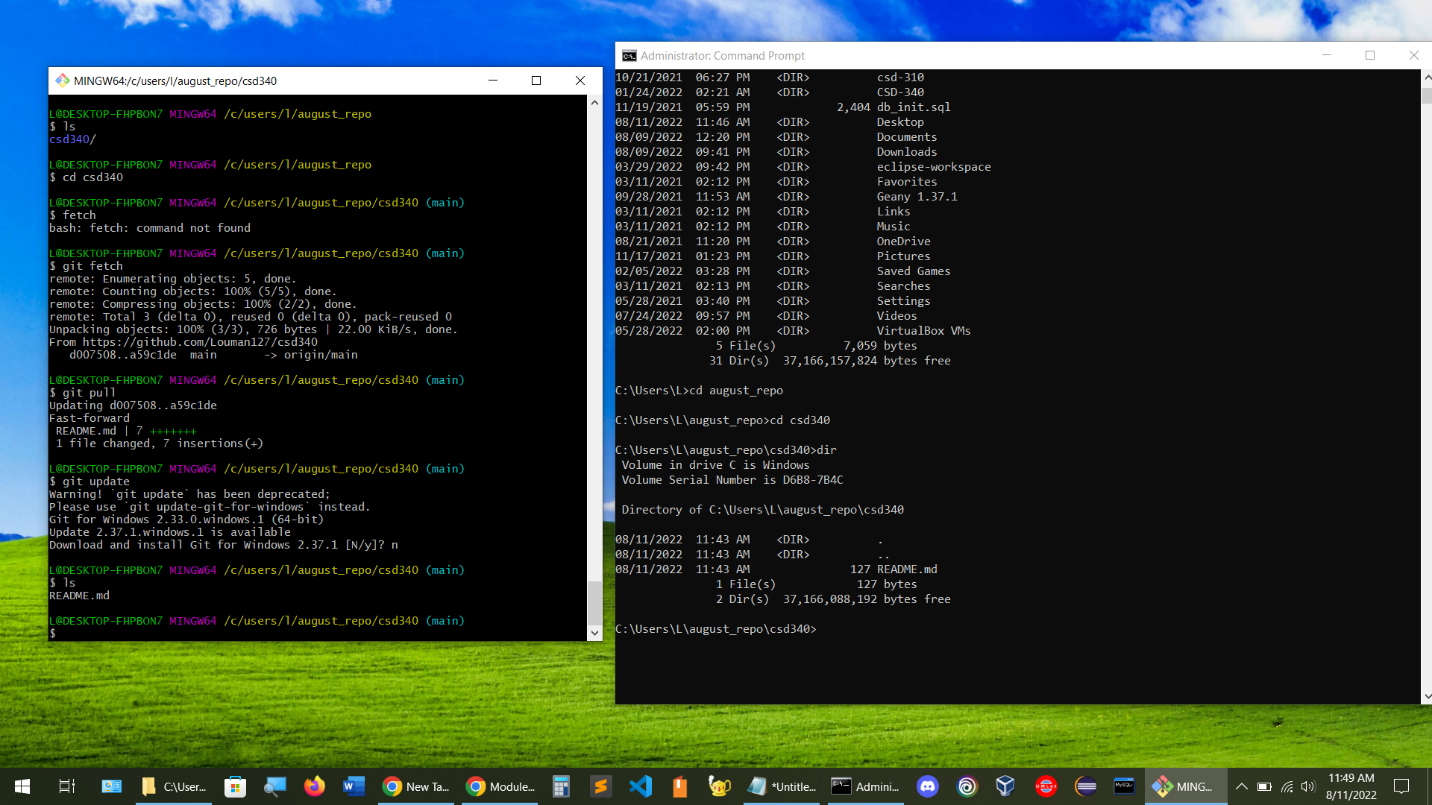 MINGW64:/c/users/l/august_repo/csd340
L@DESKTOP-FHPBON7 MINGW64 /c/users/l/august_repo
$ ls
csd340/
L@DESKTOP-FHPBON7 MINGW64 /c/users/l/august_repo
$ cd csd340
L@DESKTOP-FHPBON7 MINGW64 /c/users/l/august_repo/csd340 (main)
$ fetch
bash: fetch: command not found
L@DESKTOP-FHPBON7 MINGW64 /c/users/l/august_repo/csd340 (main)
$ git fetch
remote: Enumerating objects: 5, done.
remote: Counting objects: 100% (5/5), done.
remote: Compressing objects: 100% (2/2), done.
remote: Total 3 (delta 0), reused 0 (delta 0), pack-reused 0
Unpacking objects: 100% (3/3), 726 bytes | 22.00 KiB/s, done.
From https://github.com/Louman127/csd340
   d007508..a59c1de  main       -> origin/main
L@DESKTOP-FHPBON7 MINGW64 /c/users/l/august_repo/csd340 (main)
$ git pull
Updating d007508..a59c1de
Fast-forward
 README.md | 7 +++++++
 1 file changed, 7 insertions(+)
L@DESKTOP-FHPBON7 MINGW64 /c/users/l/august_repo/csd340 (main)
$ git update
Warning! `git update` has been deprecated;
Please use `git update-git-for-windows` instead.
Git for Windows 2.33.0.windows.1 (64-bit)
Update 2.37.1.windows.1 is available
Download and install Git for Windows 2.37.1 [N/y]? n
L@DESKTOP-FHPBON7 MINGW64 /c/users/l/august_repo/csd340 (main)
$ ls
README.md
L@DESKTOP-FHPBON7 MINGW64 /c/users/l/august_repo/csd340 (main)
$
Administrator: Command Prompt
10/21/2021  06:27 PM    <DIR>          csd-310
01/24/2022  02:21 AM    <DIR>          CSD-340
11/19/2021  05:59 PM             2,404 db_init.sql
08/11/2022  11:46 AM    <DIR>          Desktop
08/09/2022  12:20 PM    <DIR>          Documents
08/09/2022  09:41 PM    <DIR>          Downloads
03/29/2022  09:42 PM    <DIR>          eclipse-workspace
03/11/2021  02:12 PM    <DIR>          Favorites
09/28/2021  11:53 AM    <DIR>          Geany 1.37.1
03/11/2021  02:12 PM    <DIR>          Links
03/11/2021  02:12 PM    <DIR>          Music
08/21/2021  11:20 PM    <DIR>          OneDrive
11/17/2021  01:23 PM    <DIR>          Pictures
02/05/2022  03:28 PM    <DIR>          Saved Games
03/11/2021  02:13 PM    <DIR>          Searches
05/28/2021  03:40 PM    <DIR>          Settings
07/24/2022  09:57 PM    <DIR>          Videos
05/28/2022  02:00 PM    <DIR>          VirtualBox VMs
               5 File(s)          7,059 bytes
              31 Dir(s)  37,166,157,824 bytes free
C:\Users\L>cd august_repo
C:\Users\L\august_repo>cd csd340
C:\Users\L\august_repo\csd340>dir
 Volume in drive C is Windows
 Volume Serial Number is D6B8-7B4C
 Directory of C:\Users\L\august_repo\csd340
08/11/2022  11:43 AM    <DIR>          .
08/11/2022  11:43 AM    <DIR>          ..
08/11/2022  11:43 AM               127 README.md
               1 File(s)            127 bytes
               2 Dir(s)  37,166,088,192 bytes free
C:\Users\L\august_repo\csd340>
C:\User... New Ta... Module... *Untitle... Admini... MING...
11:49 AM
8/11/2022